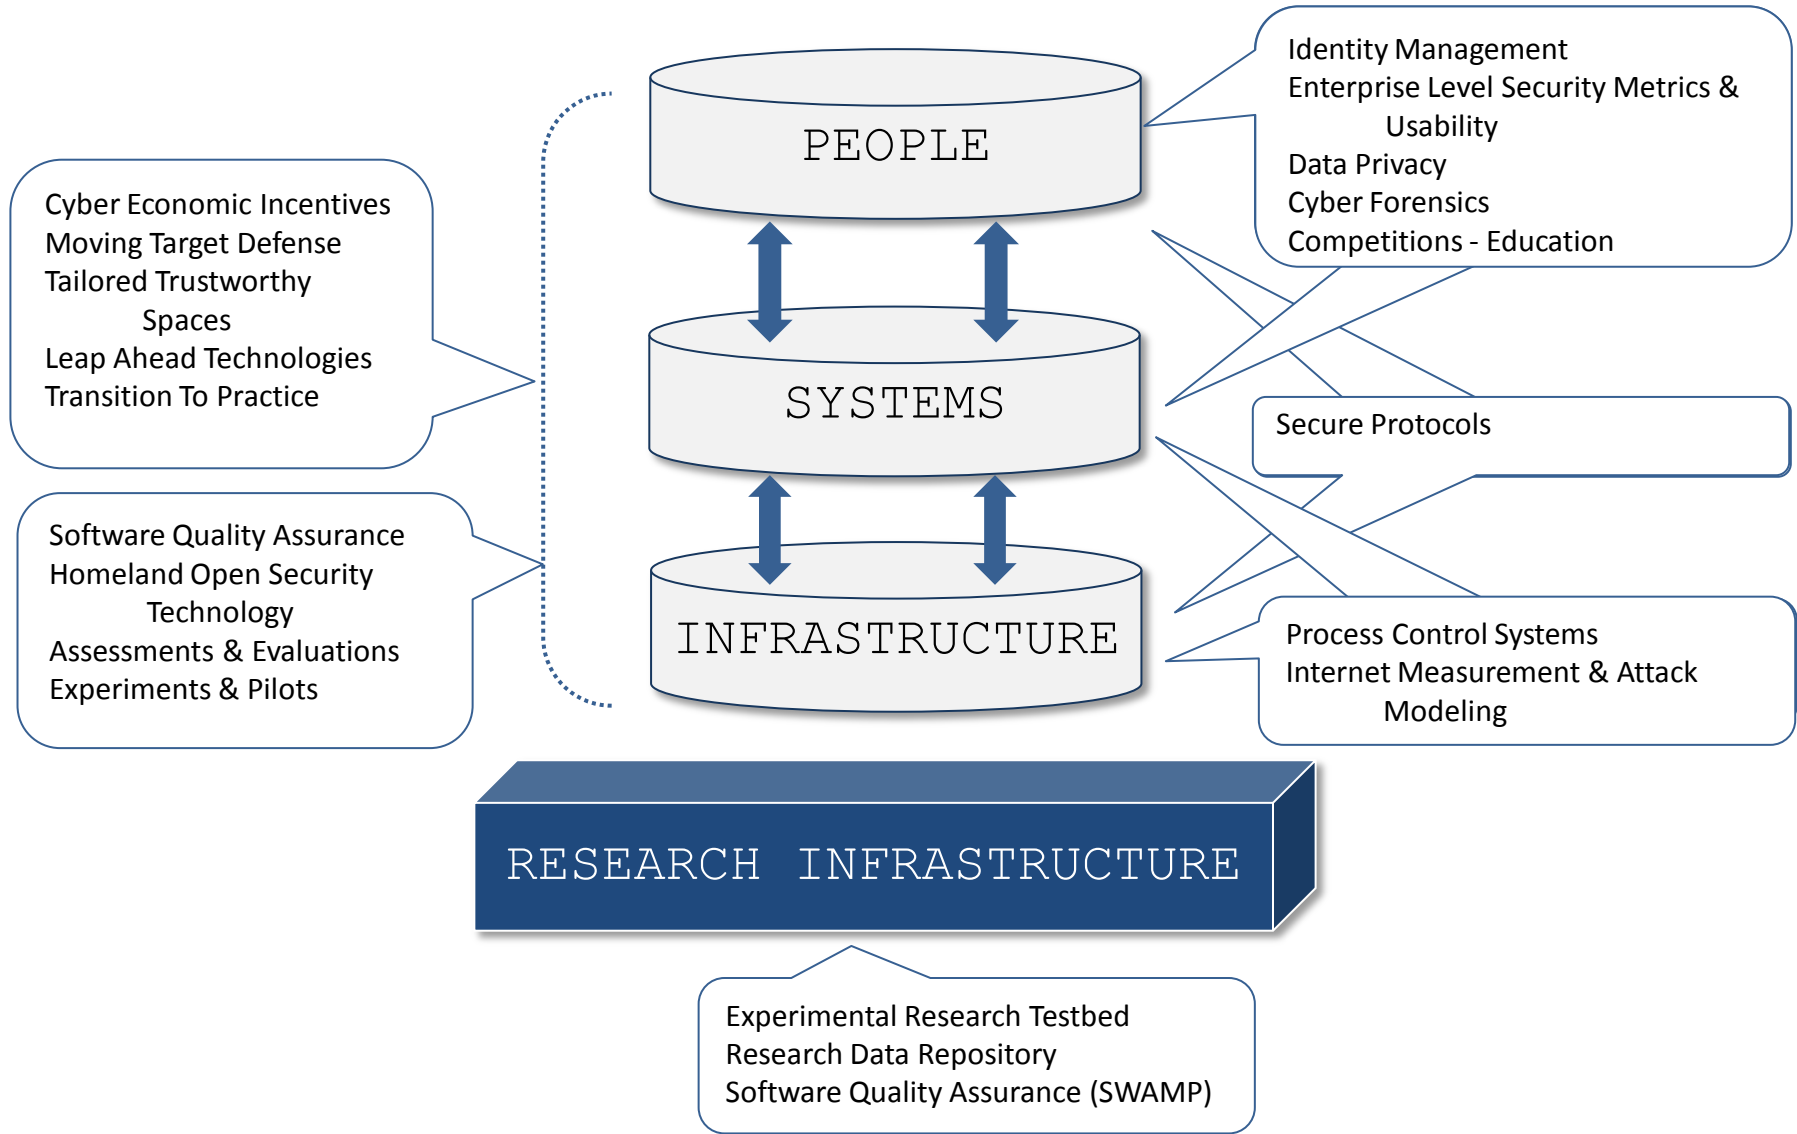 PEOPLE
SYSTEMS
INFRASTRUCTURE
RESEARCH INFRASTRUCTURE
Cyber Economic Incentives
Moving Target Defense
Tailored Trustworthy
Spaces
Leap Ahead Technologies
Transition To Practice
Software Quality Assurance
Homeland Open Security
Technology
Assessments & Evaluations
Experiments & Pilots
Identity Management
Enterprise Level Security Metrics &
Usability
Data Privacy
Cyber Forensics
Competitions - Education
Secure Protocols
Process Control Systems
Internet Measurement & Attack
Modeling
Experimental Research Testbed
Research Data Repository
Software Quality Assurance (SWAMP)